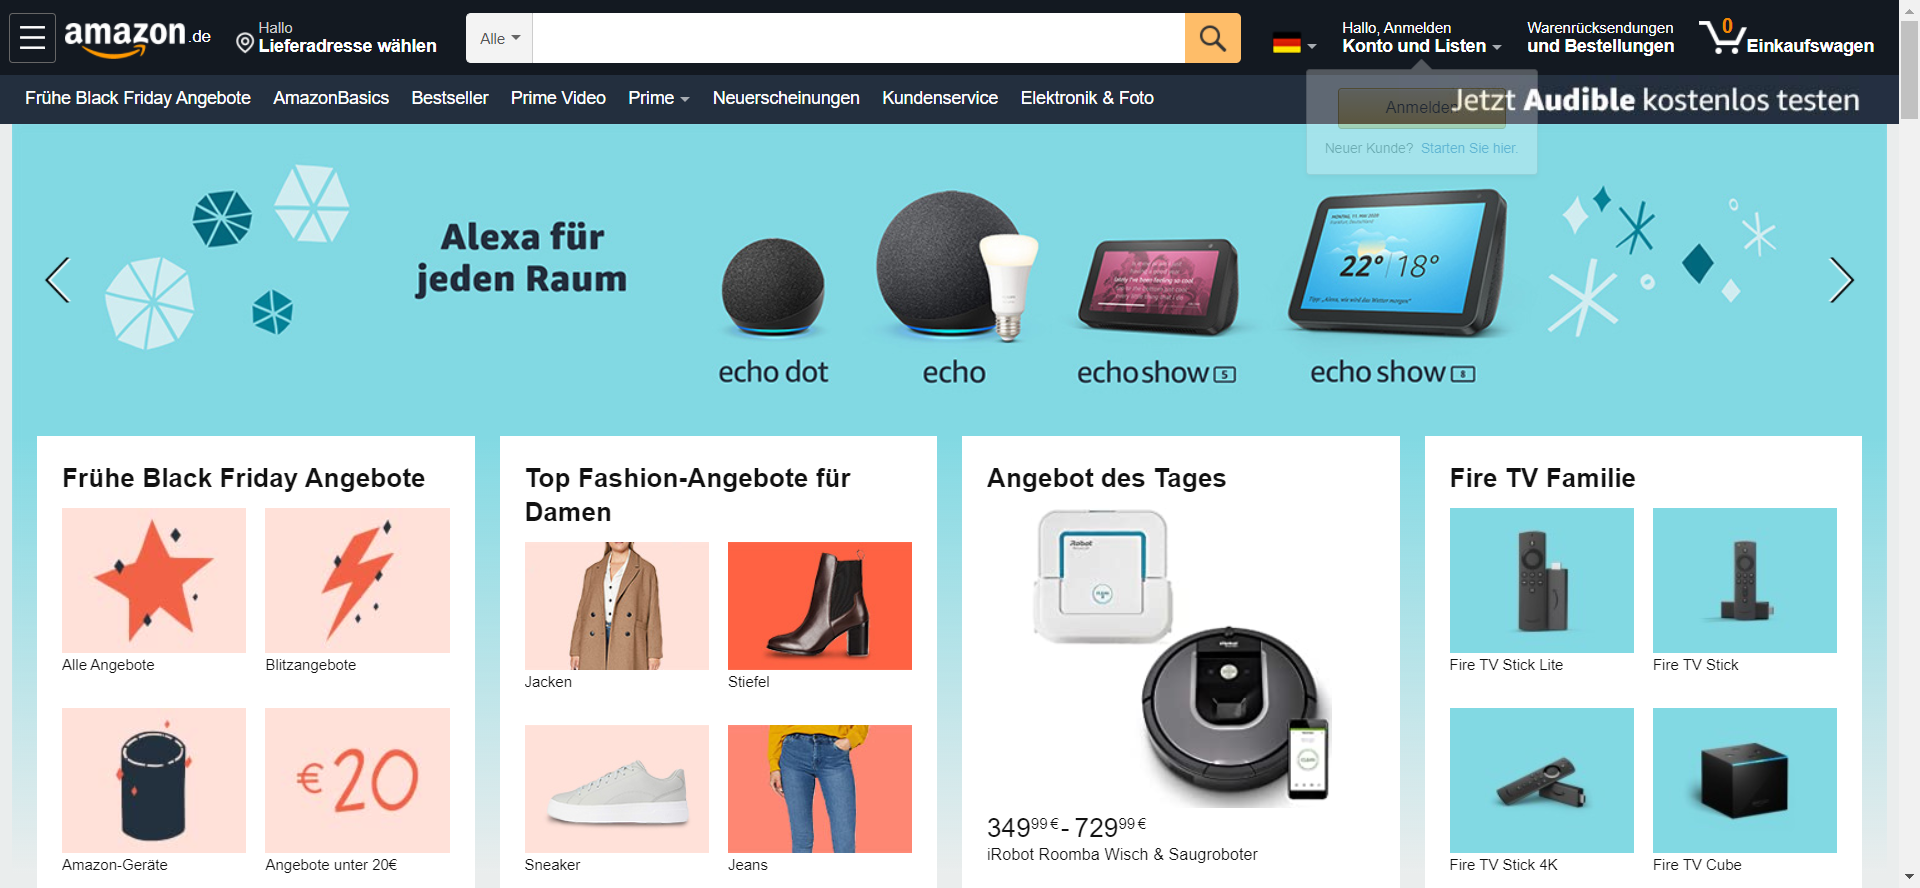 amazon.de
Hallo
Lieferadresse wählen
Alle
Hallo, Anmelden
Konto und Listen
Warenrücksendungen
und Bestellungen
0
Einkaufswagen
Frühe Black Friday Angebote
AmazonBasics
Bestseller
Prime Video
Prime
Neuerscheinungen
Kundenservice
Elektronik & Foto
Jetzt Audible kostenlos testen
Anmelden
Neuer Kunde? Starten Sie hier.
Alexa für
jeden Raum
22° 18°
echo dot
echo
echo show 5
echo show 8
Frühe Black Friday Angebote
Alle Angebote
Blitzangebote
€20
Amazon-Geräte
Angebote unter 20€
Top Fashion-Angebote für
Damen
Jacken
Stiefel
Sneaker
Jeans
Angebot des Tages
iRobot
CLEAN
349,99 € - 729,99 €
iRobot Roomba Wisch & Saugroboter
Fire TV Familie
Fire TV Stick Lite
Fire TV Stick
Fire TV Stick 4K
Fire TV Cube